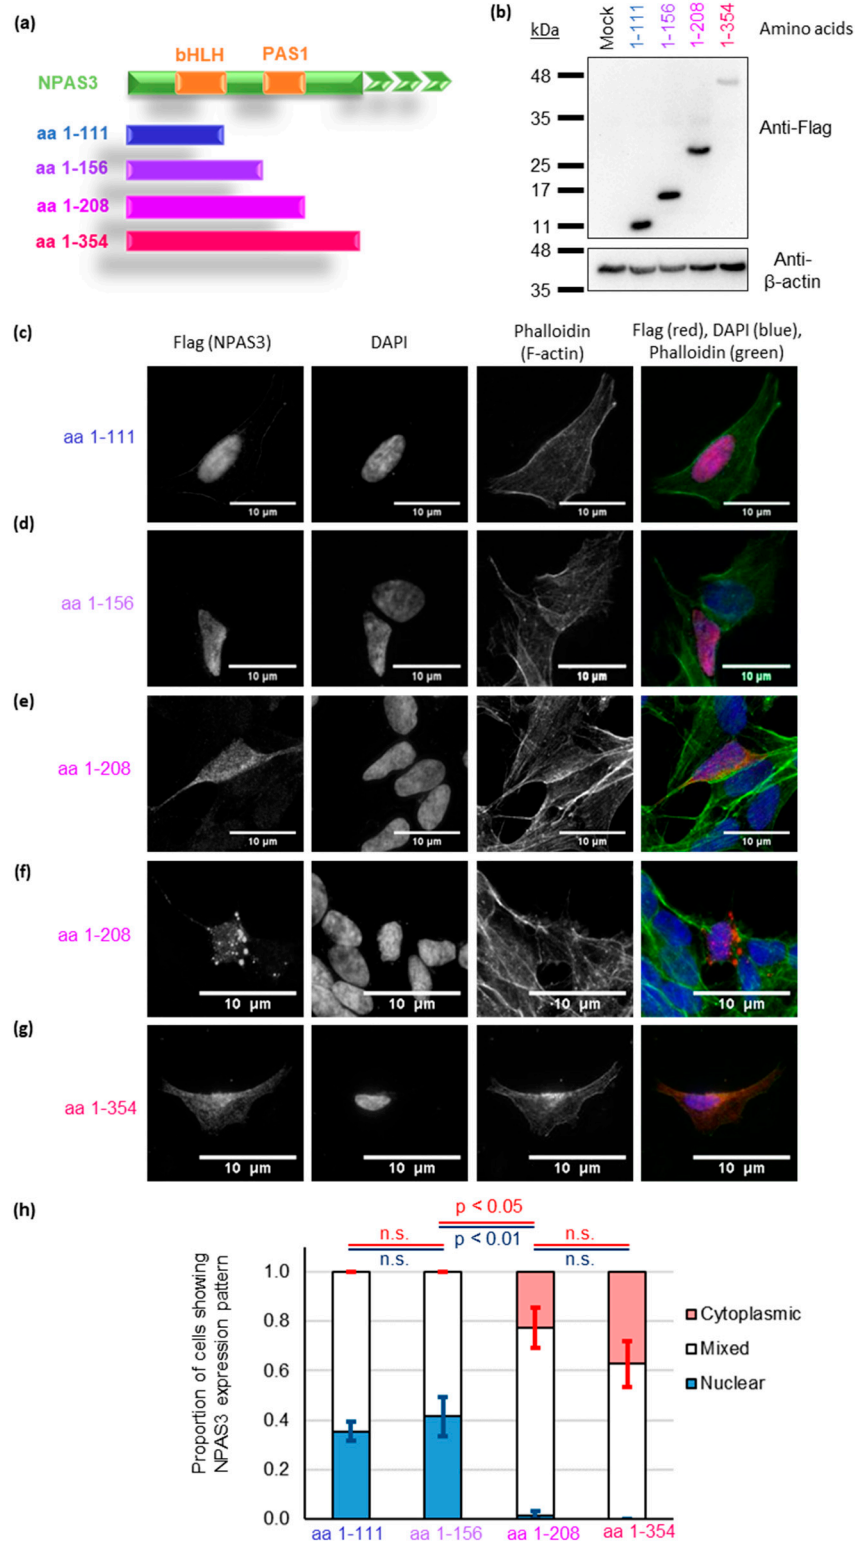 (a)
bHLH
PAS1
NPAS3
aa 1-111
aa 1-156
aa 1-208
aa 1-354
(b)
kDa
Mock
1-111
1-156
1-208
1-354
Amino acids
48
35
25
17
11
Anti-Flag
48
35
Anti-
β-actin
(c)
Flag (NPAS3)
DAPI
Phalloidin
(F-actin)
Flag (red), DAPI (blue),
Phalloidin (green)
aa 1-111
10 µm
10 µm
10 µm
10 µm
(d)
aa 1-156
10 µm
10 µm
10 µm
10 µm
(e)
aa 1-208
10 µm
10 µm
10 µm
10 µm
(f)
aa 1-208
10 µm
10 µm
10 µm
10 µm
(g)
aa 1-354
10 µm
10 µm
10 µm
10 µm
(h)
p < 0.05
p < 0.01
n.s.
n.s.
n.s.
n.s.
Proportion of cells showing
NPAS3 expression pattern
1.0
0.8
0.6
0.4
0.2
0.0
Cytoplasmic
Mixed
Nuclear
aa 1-111
aa 1-156
aa 1-208
aa 1-354